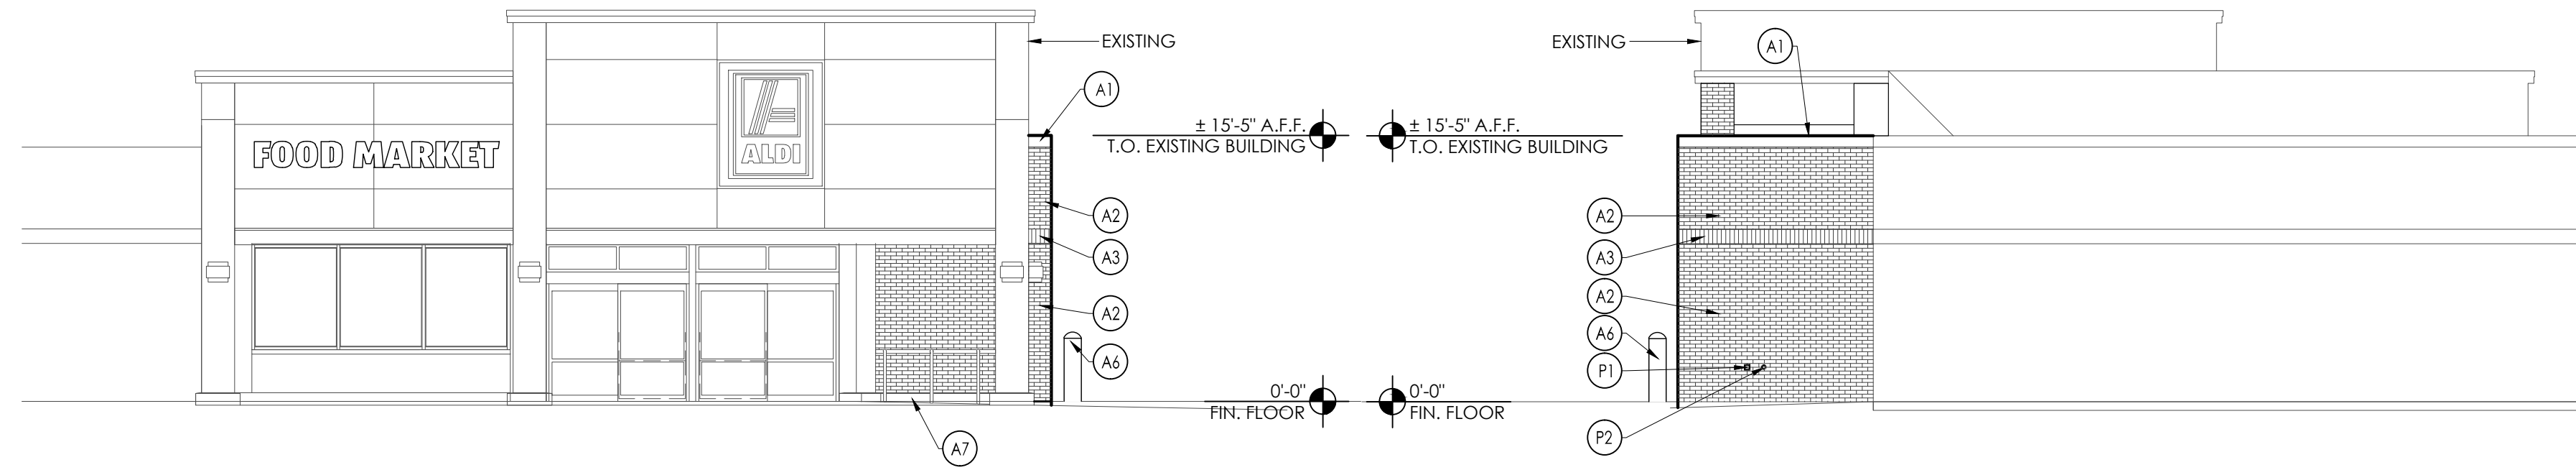 EXISTING
A1
± 15'-5" A.F.F.
T.O. EXISTING BUILDING
FOOD MARKET
ALDI
A2
A3
A2
A6
0'-0"
FIN. FLOOR
A7
EXISTING
A1
± 15'-5" A.F.F.
T.O. EXISTING BUILDING
A2
A3
A2
A6
P1
0'-0"
FIN. FLOOR
P2